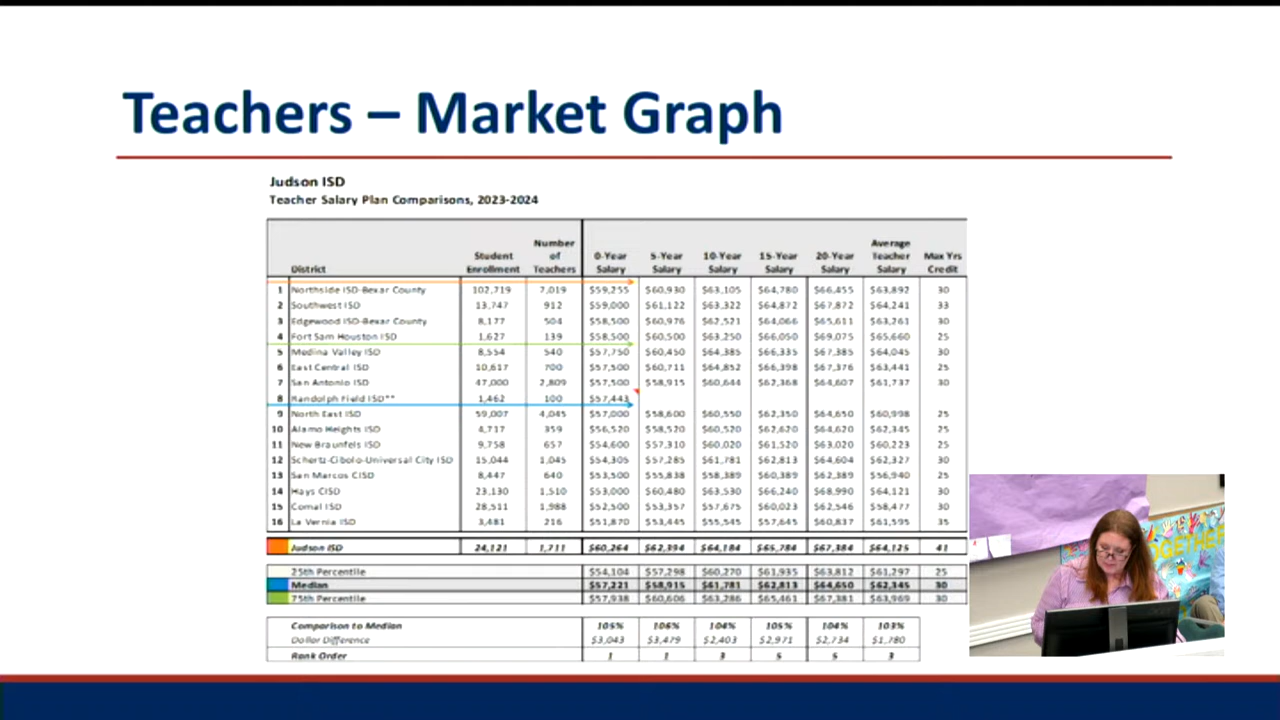 Teachers – Market Graph
Judson ISD
Teacher Salary Plan Comparisons, 2023-2024
District Student Enrollment Number of Teachers 0-Year Salary 5-Year Salary 10-Year Salary 15-Year Salary 20-Year Salary Average Teacher Salary Max Yrs Credit
1 Northside ISD-Bexar County 102,719 7,019 $59,255 $60,930 $63,105 $64,780 $66,455 $63,892 30
2 Southwest ISD 13,747 912 $59,000 $61,122 $63,322 $64,872 $67,872 $64,241 33
3 Edgewood ISD-Bexar County 8,177 504 $58,500 $60,976 $62,521 $64,066 $65,611 $63,261 30
4 Fort Sam Houston ISD 1,627 139 $58,500 $60,500 $63,250 $66,050 $69,075 $65,660 25
5 Medina Valley ISD 8,554 540 $57,750 $60,450 $64,385 $66,335 $67,385 $64,045 30
6 East Central ISD 10,617 700 $57,500 $60,711 $64,852 $66,398 $67,376 $63,441 25
7 San Antonio ISD 47,000 2,809 $57,500 $58,915 $60,644 $62,368 $64,607 $61,737 30
8 Randolph Field ISD** 1,462 100 $57,443
9 North East ISD 59,007 4,045 $57,000 $58,600 $60,550 $62,350 $64,650 $60,998 25
10 Alamo Heights ISD 4,717 359 $56,520 $58,520 $60,520 $62,620 $64,620 $62,345 25
11 New Braunfels ISD 9,758 657 $54,600 $57,310 $60,020 $61,520 $63,020 $60,223 25
12 Schertz-Cibolo-Universal City ISD 15,044 1,045 $54,305 $57,285 $61,781 $62,813 $64,604 $62,327 30
13 San Marcos CISD 8,447 640 $53,500 $55,838 $58,389 $60,389 $62,389 $56,940 25
14 Hays CISD 23,130 1,510 $53,000 $60,480 $63,530 $66,240 $68,990 $64,121 30
15 Comal ISD 28,511 1,988 $52,500 $53,357 $57,675 $60,023 $62,546 $58,477 30
16 La Vernia ISD 3,481 216 $51,870 $53,445 $55,545 $57,645 $60,837 $61,595 35
Judson ISD 24,121 1,711 $60,264 $62,394 $64,184 $65,784 $67,384 $64,125 41
25th Percentile $54,104 $57,298 $60,270 $61,935 $63,812 $61,297 25
Median $57,221 $58,915 $61,781 $62,813 $64,650 $62,345 30
75th Percentile $57,938 $60,606 $63,286 $65,461 $67,381 $63,969 30
Comparison to Median 105% 106% 104% 105% 104% 103%
Dollar Difference $3,043 $3,479 $2,403 $2,971 $2,734 $1,780
Rank Order 1 1 3 5 5 3
TOGETHER